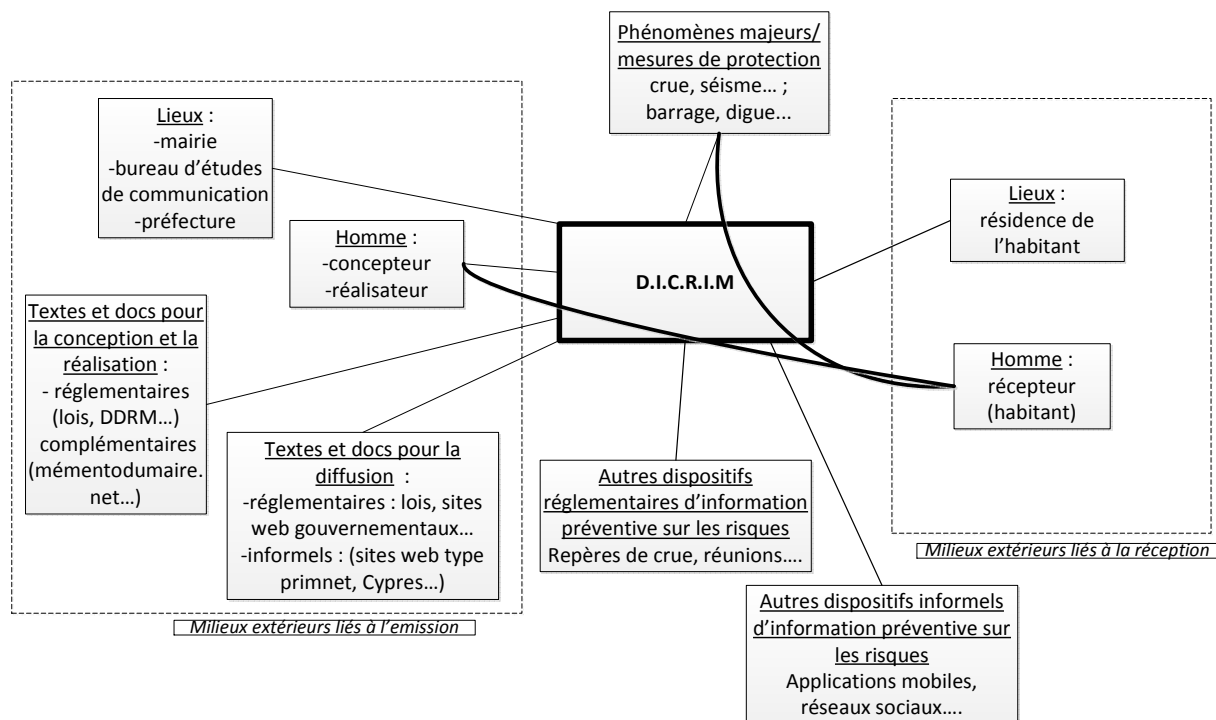 Phénomènes majeurs/
mesures de protection
crue, séisme… ;
barrage, digue...
Lieux :
-mairie
-bureau d’études
de communication
-préfecture
Homme :
-concepteur
-réalisateur
Textes et docs pour
la conception et la
réalisation :
- réglementaires
(lois, DDRM…)
complémentaires
(mémentodumaire.
net…)
Textes et docs pour la
diffusion :
-réglementaires : lois, sites
web gouvernementaux…
-informels : (sites web type
primnet, Cypres…)
Milieux extérieurs liés à l’emission
D.I.C.R.I.M
Autres dispositifs
réglementaires d’information
préventive sur les risques
Repères de crue, réunions….
Autres dispositifs informels
d’information préventive sur
les risques
Applications mobiles,
réseaux sociaux….
Lieux :
résidence de
l’habitant
Homme :
récepteur
(habitant)
Milieux extérieurs liés à la réception